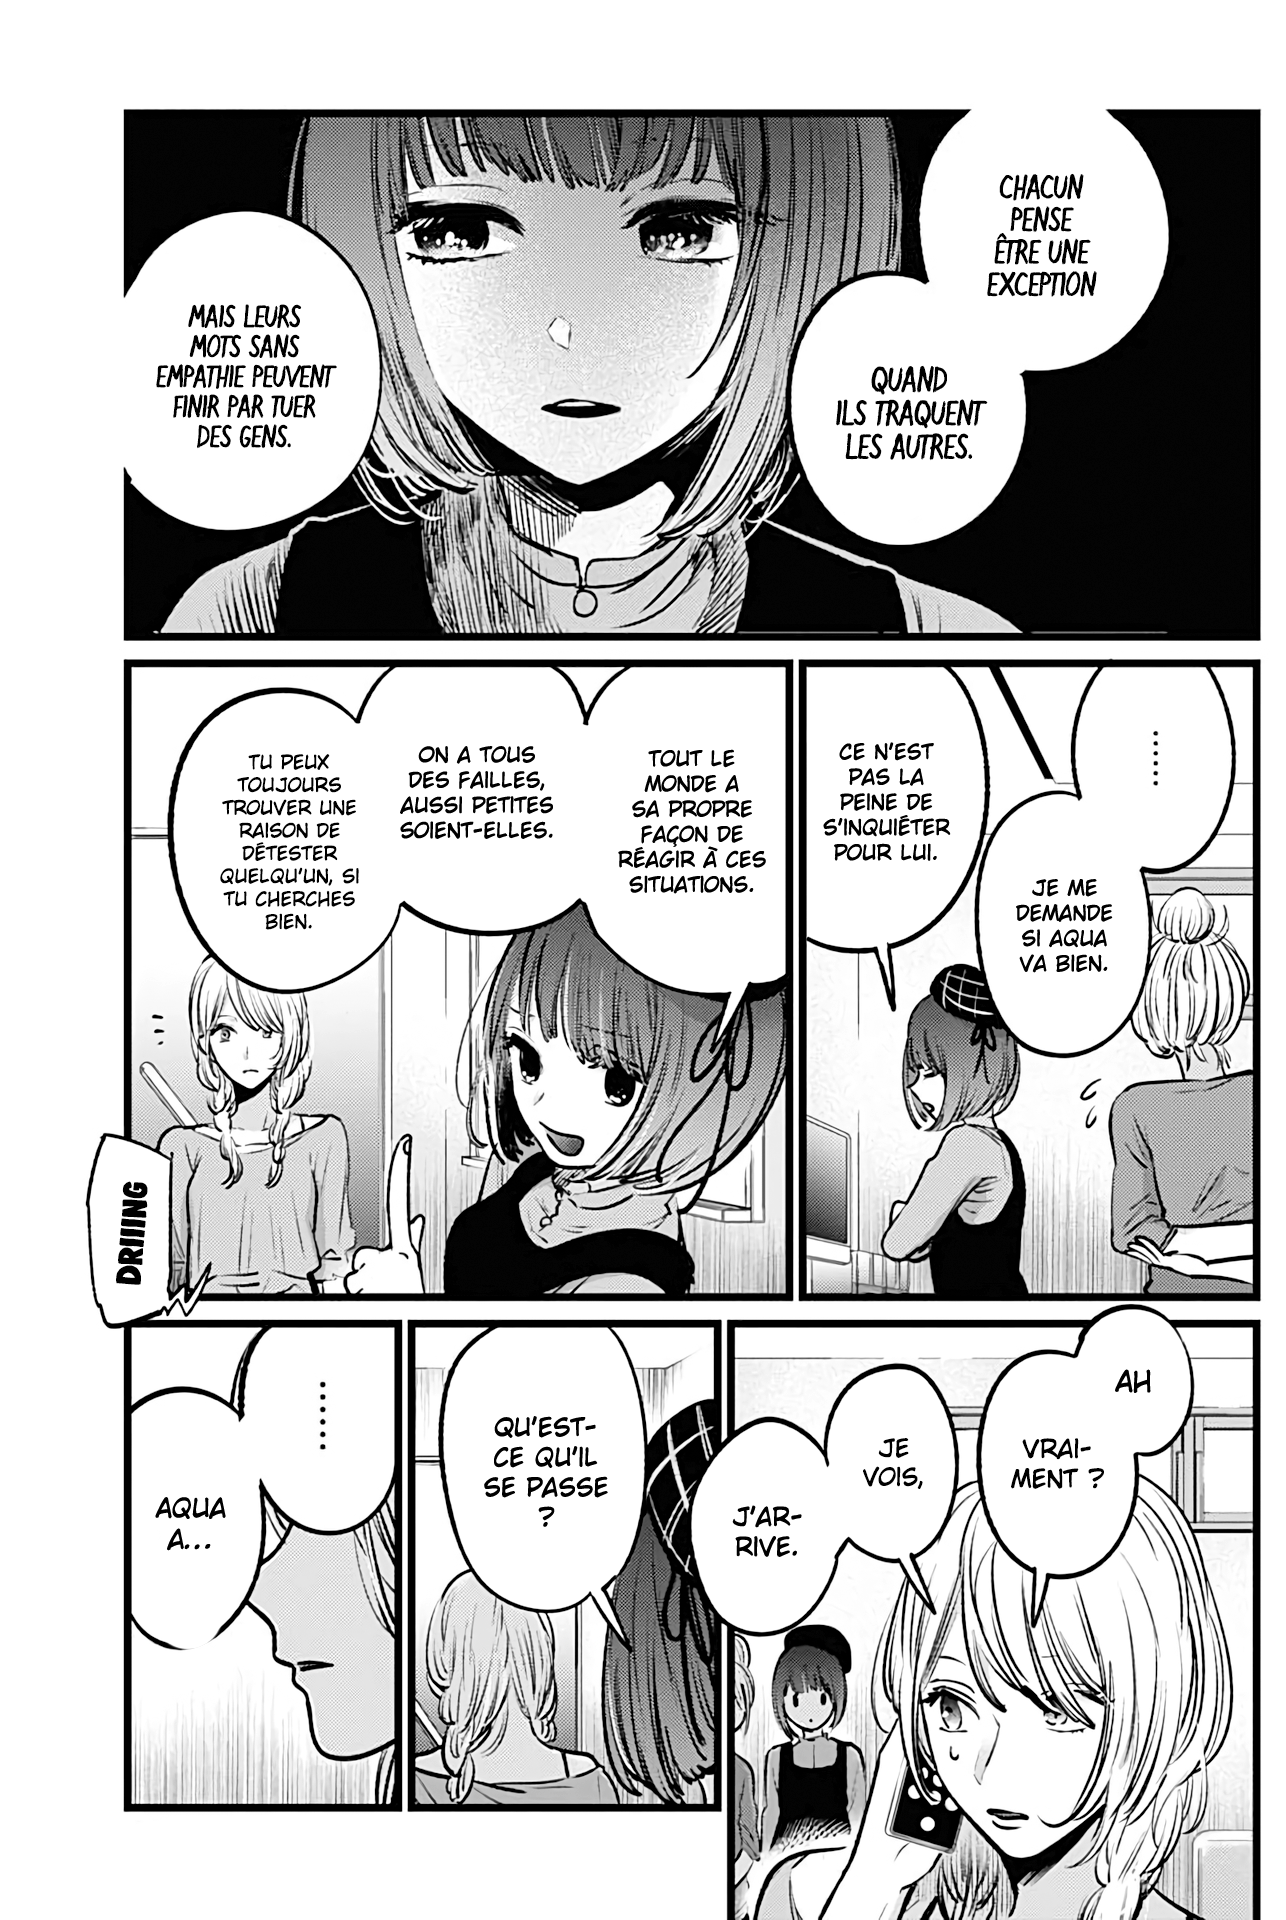 CHACUN
PENSE
ÊTRE UNE
EXCEPTION
QUAND
ILS TRAQUENT
LES AUTRES.
MAIS LEURS
MOTS SANS
EMPATHIE PEUVENT
FINIR PAR TUER
DES GENS.
......
JE ME
DEMANDE
SI AQUA
VA BIEN.
CE N'EST
PAS LA
PEINE DE
S'INQUIÉTER
POUR LUI.
TOUT LE
MONDE A
SA PROPRE
FAÇON DE
RÉAGIR À CES
SITUATIONS.
ON A TOUS
DES FAILLES,
AUSSI PETITES
SOIENT-ELLES.
TU PEUX
TOUJOURS
TROUVER UNE
RAISON DE
DÉTESTER
QUELQU'UN, SI
TU CHERCHES
BIEN.
DRIIING
AH
VRAI-
MENT ?
JE
VOIS,
J'AR-
RIVE.
QU'EST-
CE QU'IL
SE PASSE
?
.......
AQUA
A...